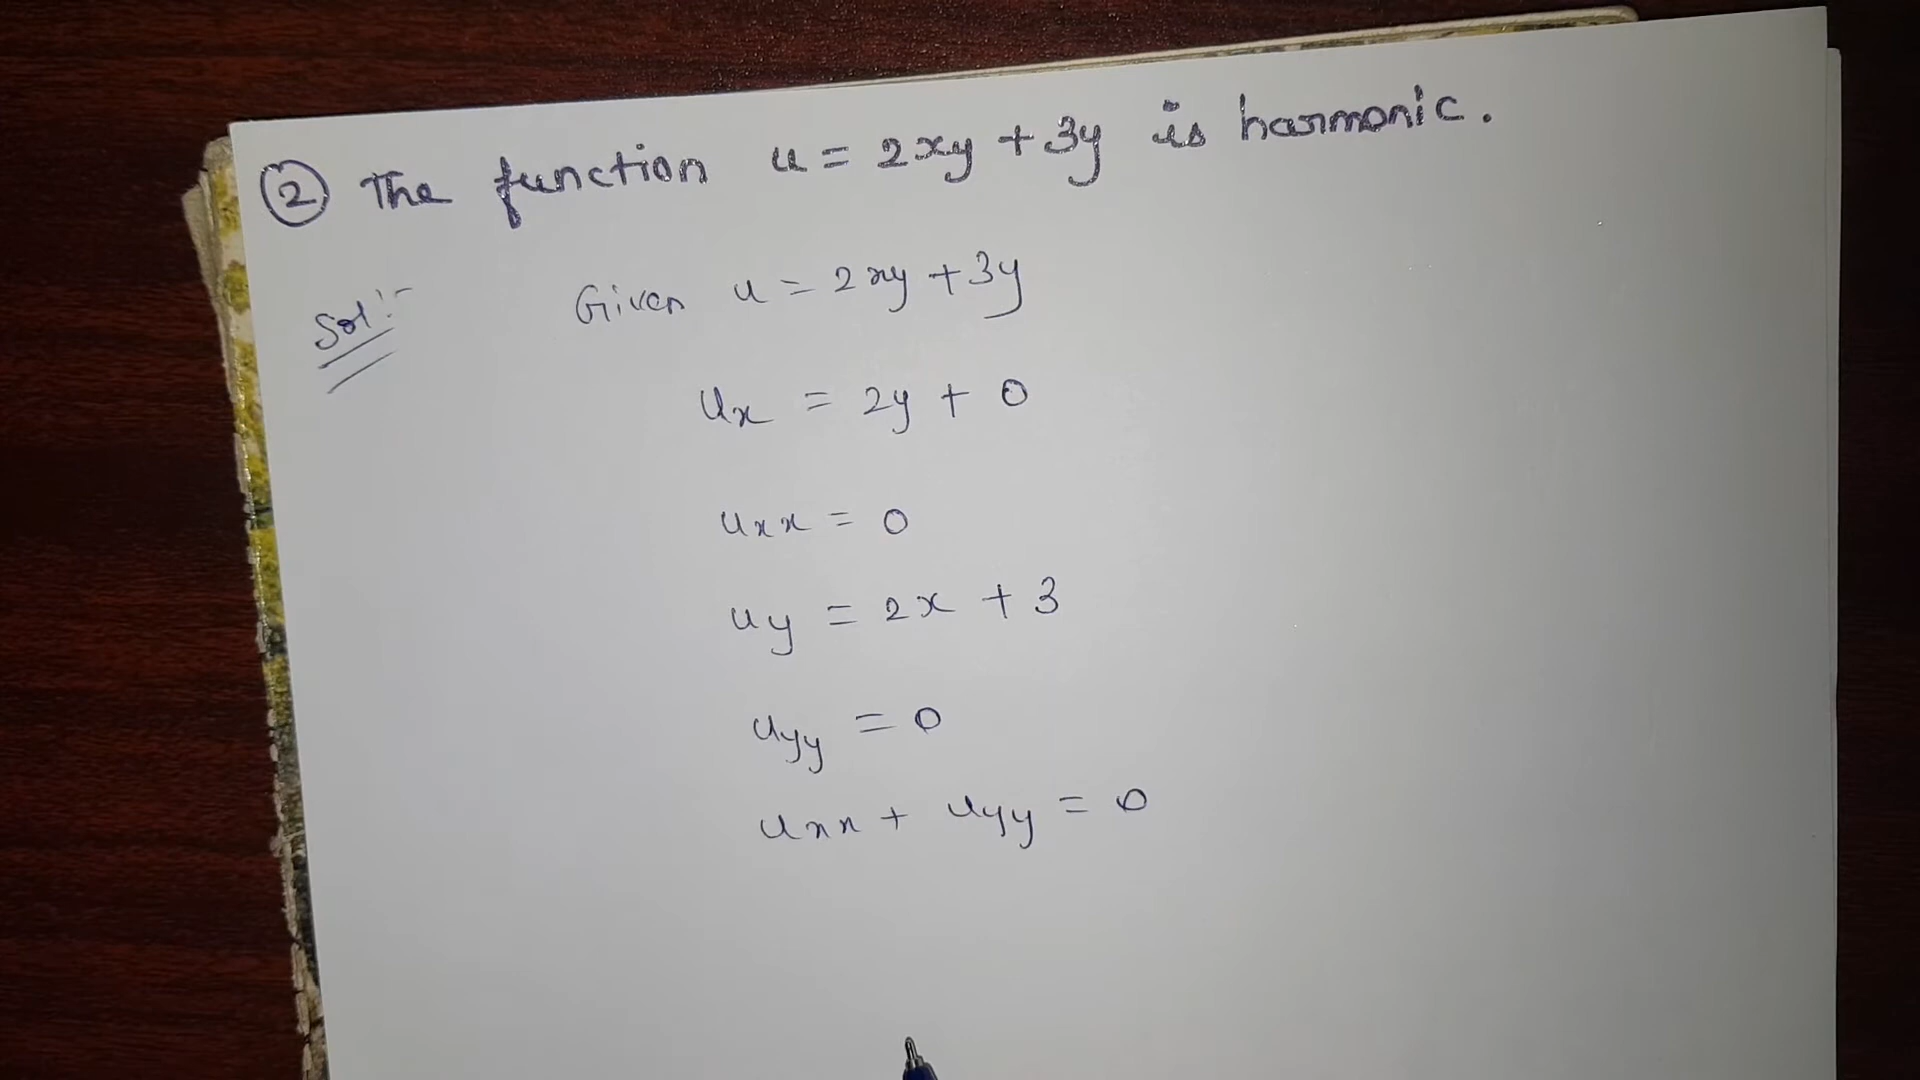 ② The function u = 2xy + 3y is harmonic.
Sol:- Given u = 2xy + 3y
ux = 2y + 0
uxx = 0
uy = 2x + 3
uyy = 0
uxx + uyy = 0